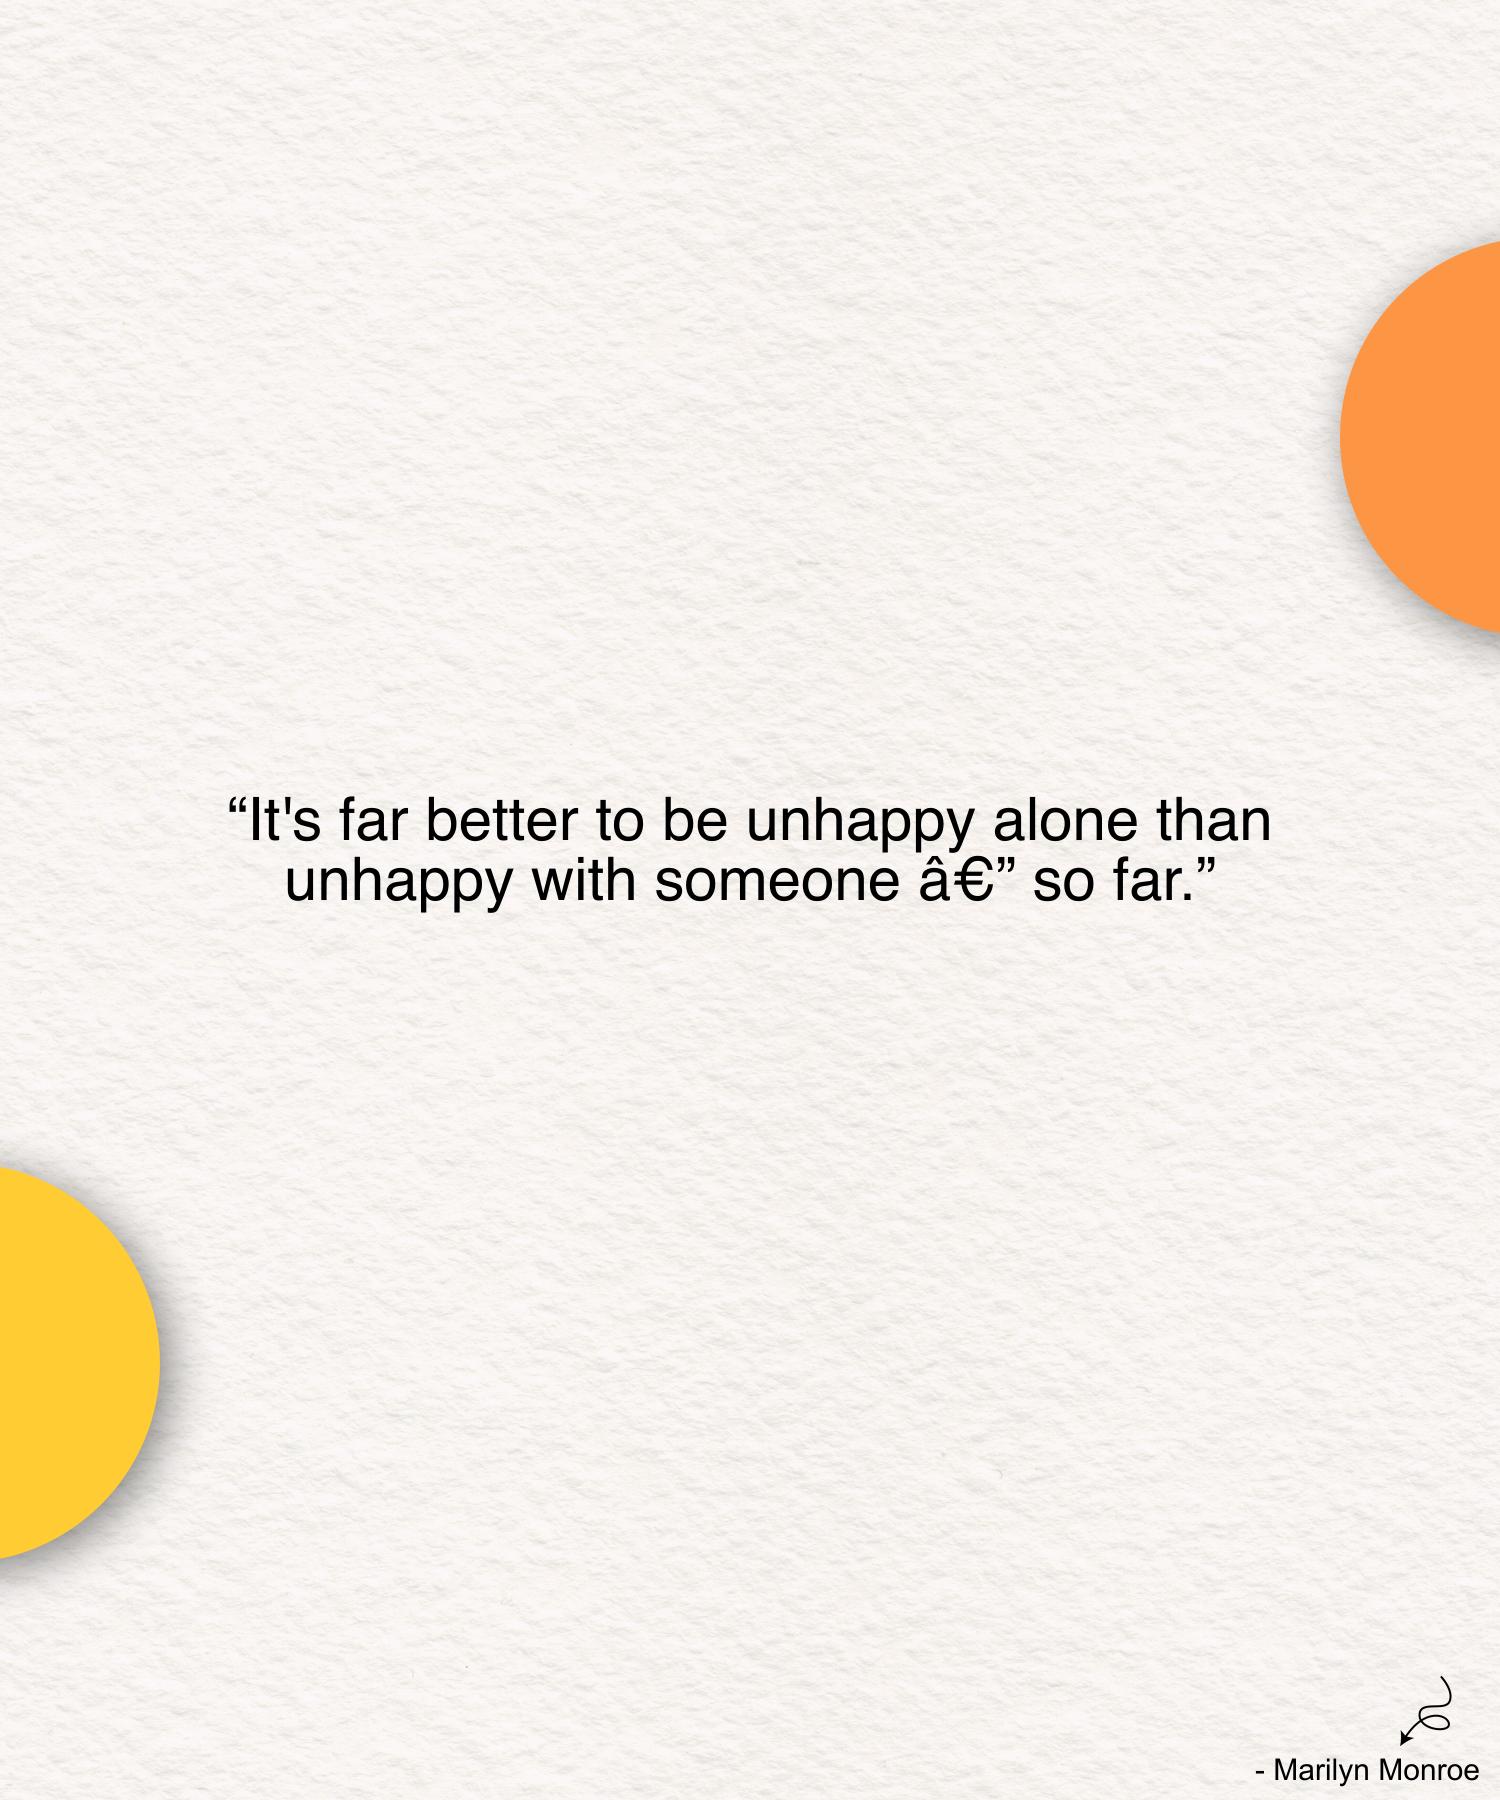 “It's far better to be unhappy alone than
unhappy with someone â€” so far.”
- Marilyn Monroe